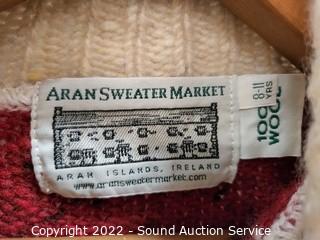 ARAN SWEATER MARKET
ARAN ISLANDS, IRELAND
www.aransweatermarket.com
8-11
YRS
100%
WOOL
Copyright 2022 - Sound Auction Service